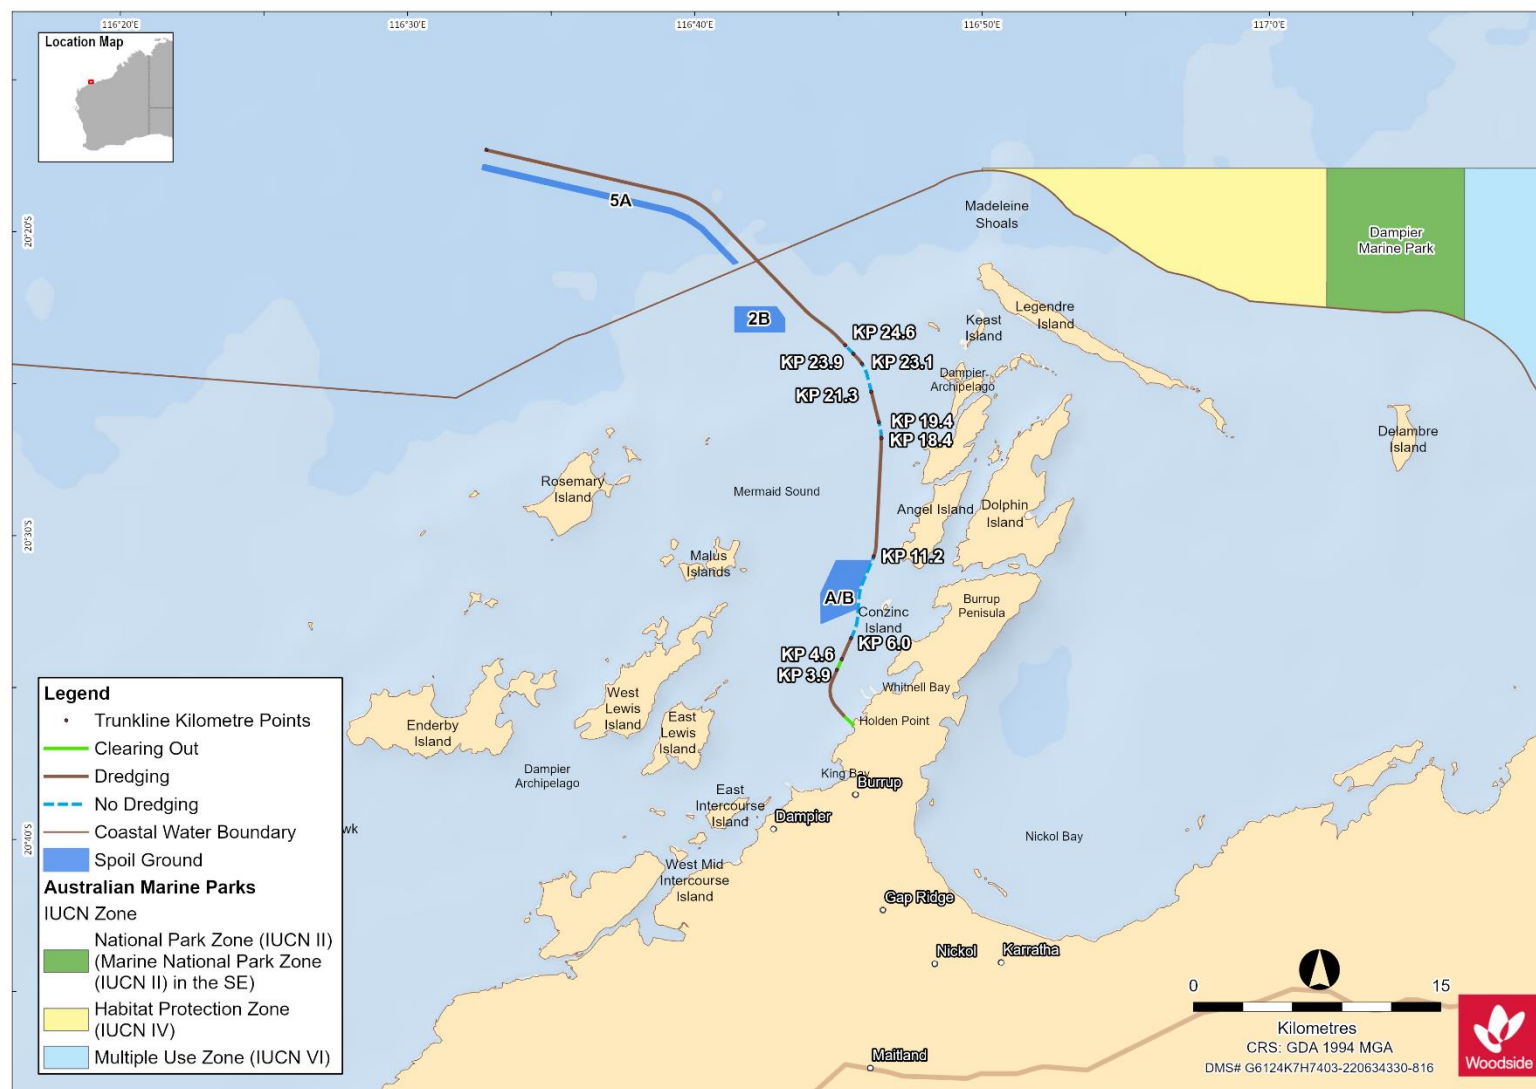 116°20'E
116°30'E
116°40'E
116°50'E
117°0'E
Location Map
20°20'S
20°30'S
20°40'S
5A
2B
Madeleine
Shoals
Dampier
Marine Park
Legendre
Island
Keast
Island
KP 24.6
KP 23.9
KP 23.1
Dampier
Archipelago
KP 21.3
KP 19.4
KP 18.4
Delambre
Island
Rosemary
Island
Mermaid Sound
Angel Island
Dolphin
Island
Malus
Islands
KP 11.2
A/B
Conzinc
Island
Burrup
Penisula
KP 6.0
KP 4.6
KP 3.9
Whitnell Bay
Holden Point
West
Lewis
Island
East
Lewis
Island
Enderby
Island
Dampier
Archipelago
King Bay
Burrup
East
Intercourse
Island
Dampier
wk
Nickol Bay
West Mid
Intercourse
Island
Gap Ridge
Nickol
Karratha
Maitland
Legend
Trunkline Kilometre Points
Clearing Out
Dredging
No Dredging
Coastal Water Boundary
Spoil Ground
Australian Marine Parks
IUCN Zone
National Park Zone (IUCN II)
(Marine National Park Zone
(IUCN II) in the SE)
Habitat Protection Zone
(IUCN IV)
Multiple Use Zone (IUCN VI)
0 15
Kilometres
CRS: GDA 1994 MGA
DMS# G6124K7H7403-220634330-816
Woodside